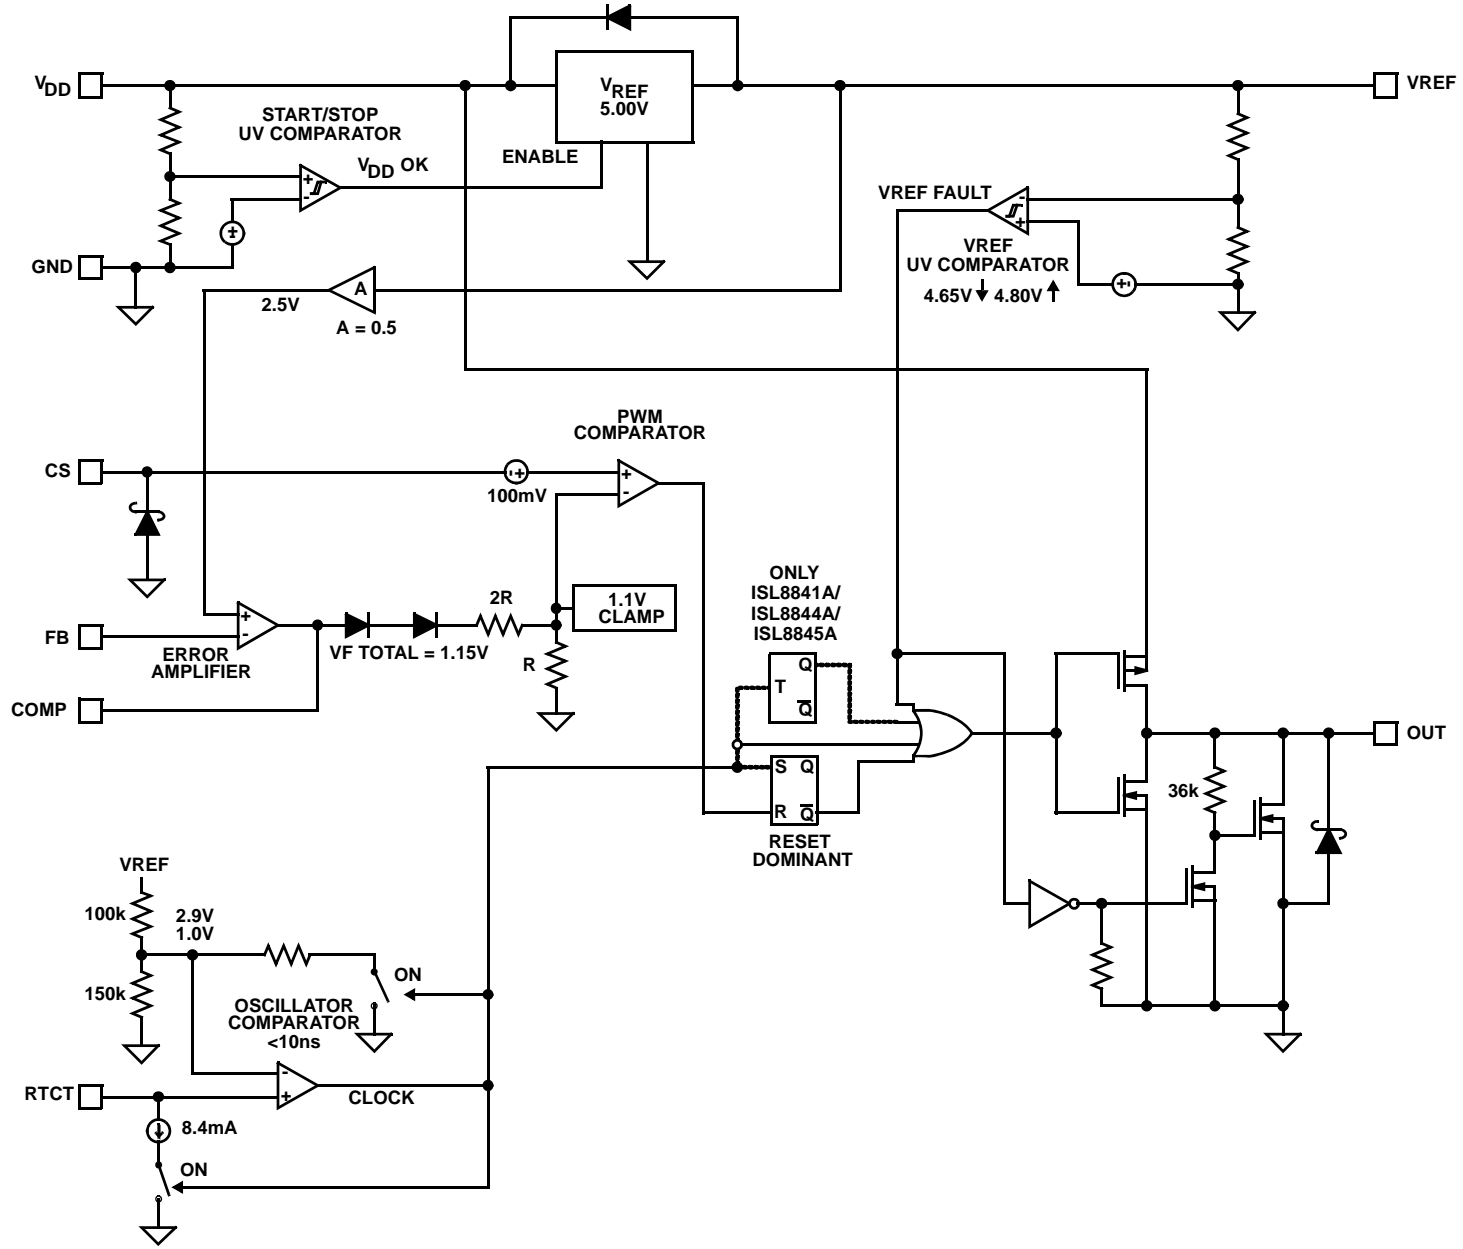 VDD
VREF
5.00V
VREF
START/STOP
UV COMPARATOR
+
-
VDD OK
ENABLE
+
GND
VREF FAULT
-
+
VREF
UV COMPARATOR
4.65V 4.80V
+-
2.5V
A
A = 0.5
PWM
COMPARATOR
CS
-+
100mV
+
-
ONLY
ISL8841A/
ISL8844A/
ISL8845A
2R
1.1V
CLAMP
+
-
FB
ERROR
AMPLIFIER
VF TOTAL = 1.15V
R
COMP
Q
T
Q
OUT
S Q
R Q
RESET
DOMINANT
36k
VREF
100k
2.9V
1.0V
150k
ON
OSCILLATOR
COMPARATOR
<10ns
-
+
RTCT
CLOCK
8.4mA
ON